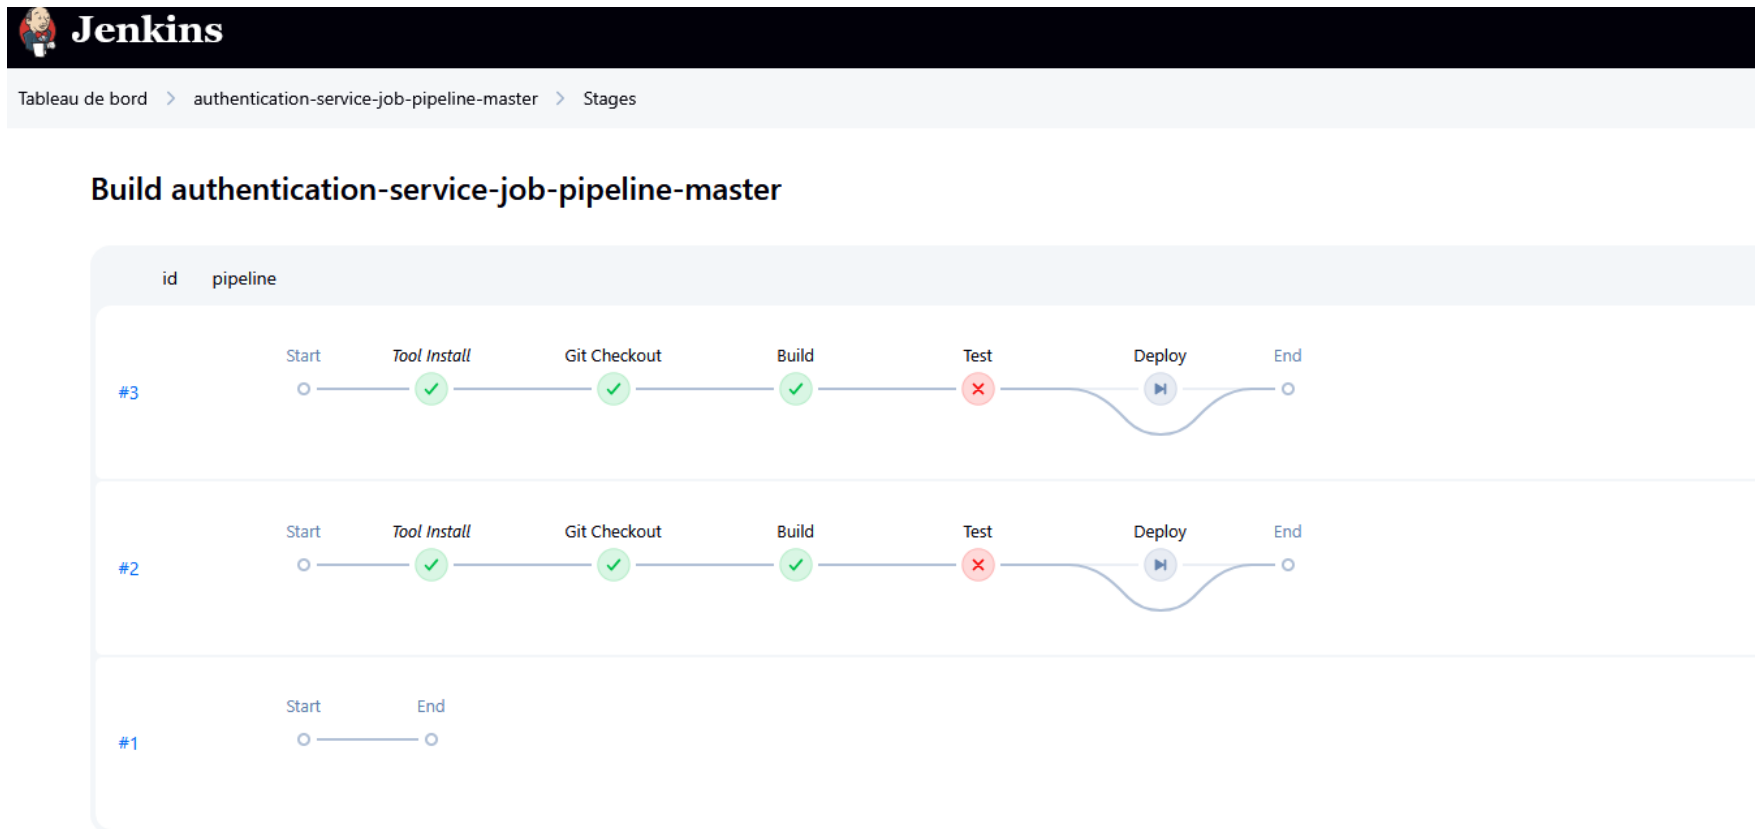 Jenkins
Tableau de bord > authentication-service-job-pipeline-master > Stages
Build authentication-service-job-pipeline-master
id pipeline
Start Tool Install Git Checkout Build Test Deploy End
#3
Start Tool Install Git Checkout Build Test Deploy End
#2
Start End
#1